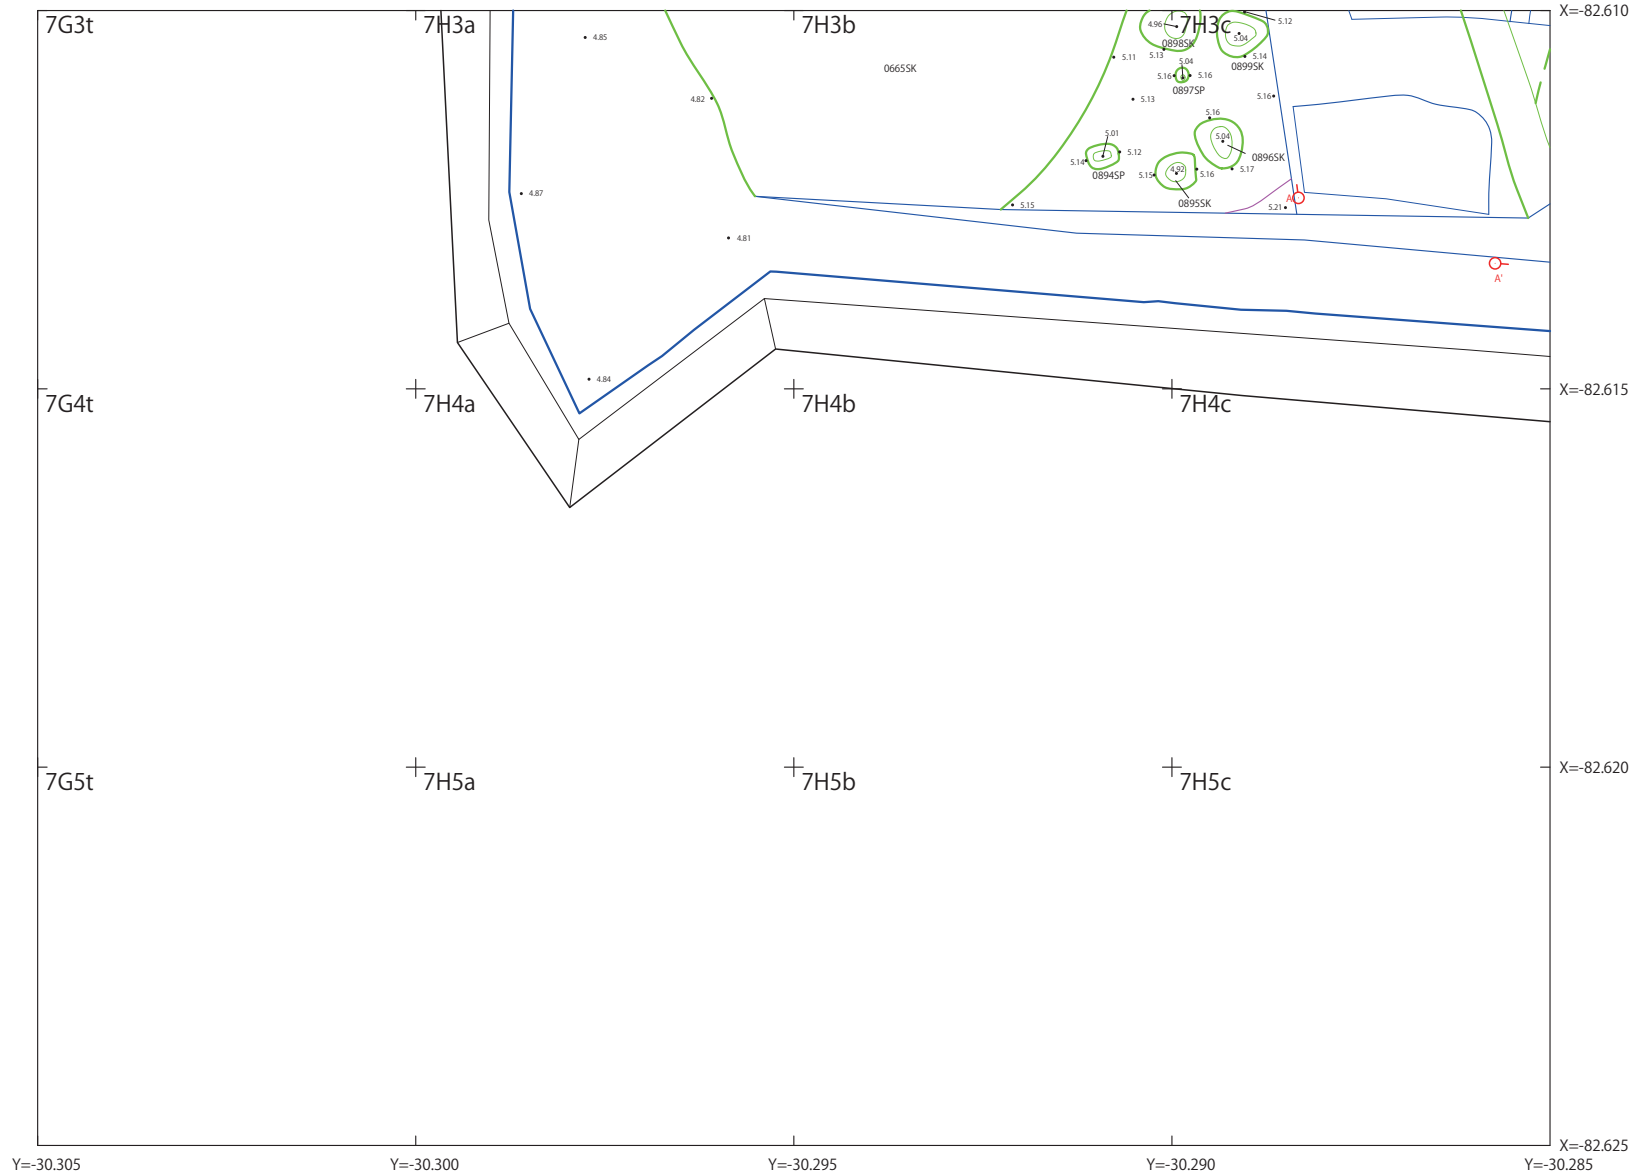 7G3t 7H3a 7H3b 7H3c X=-82.610
4.85 4.96 5.12
0898SK 5.04
5.11 5.13 5.14
0665SK 5.04 0899SK
5.16 5.16
0897SP
4.82 5.13 5.16
5.16
5.01 5.04
5.12 0896SK
5.14 4.92 5.17
0894SP 5.15 5.16
4.87 A
5.15 0895SK 5.21
4.81
A'
4.84
7G4t 7H4a 7H4b 7H4c X=-82.615
7G5t 7H5a 7H5b 7H5c X=-82.620
X=-82.625
Y=-30.305 Y=-30.300 Y=-30.295 Y=-30.290 Y=-30.285